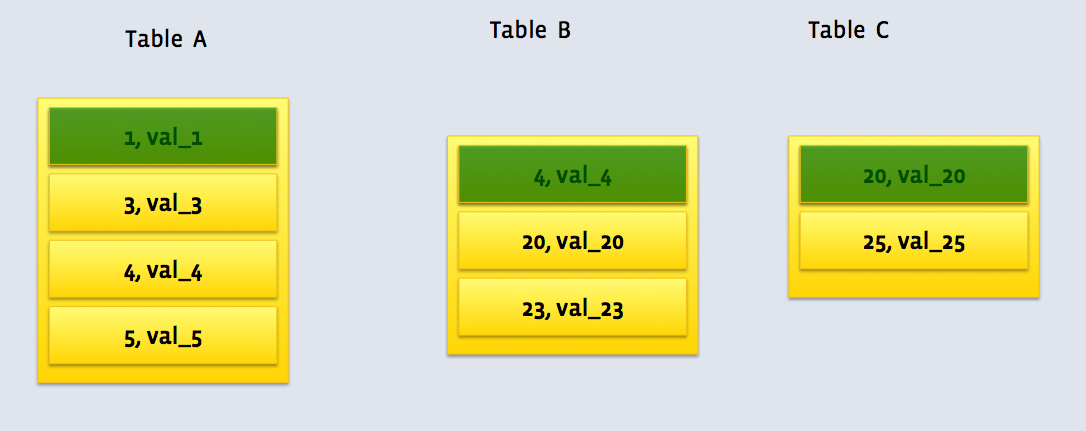 Table A
1, val_1
3, val_3
4, val_4
5, val_5
Table B
4, val_4
20, val_20
23, val_23
Table C
20, val_20
25, val_25